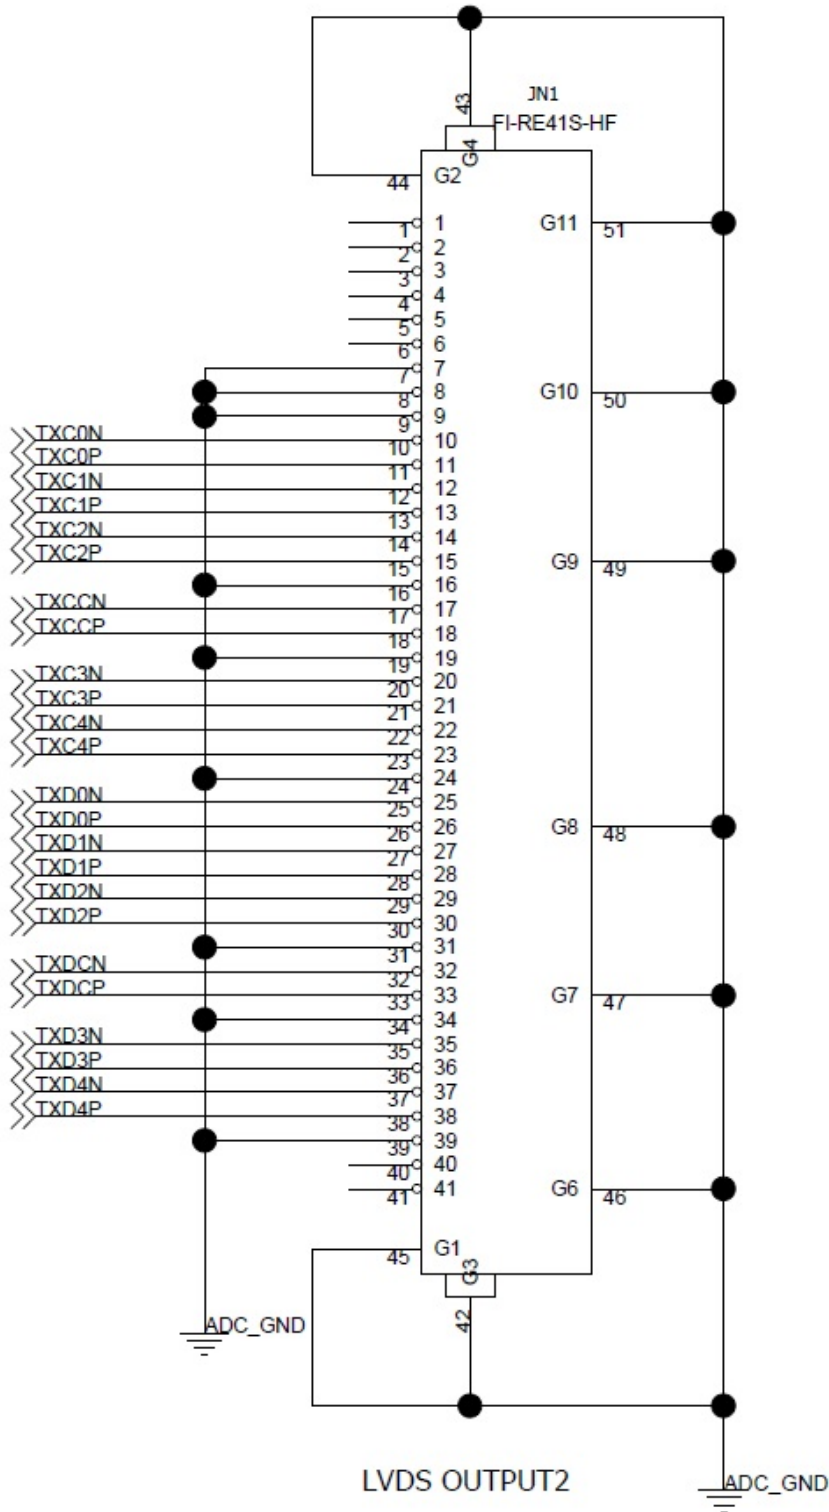 JN1
FI-RE41S-HF
43
G4
44 G2
1 1
G11 51
2 2
3 3
4 4
5 5
6 6
7 7
8 8
G10 50
9 9
TXC0N 10 10
TXC0P 11 11
TXC1N 12 12
TXC1P 13 13
TXC2N 14 14
TXC2P 15 15
G9 49
16 16
TXCCN 17 17
TXCCP 18 18
19 19
TXC3N 20 20
TXC3P 21 21
TXC4N 22 22
TXC4P 23 23
24 24
TXD0N 25 25
TXD0P 26 26
G8 48
TXD1N 27 27
TXD1P 28 28
TXD2N 29 29
TXD2P 30 30
31 31
TXDCN 32 32
TXDCP 33 33
G7 47
34 34
TXD3N 35 35
TXD3P 36 36
TXD4N 37 37
TXD4P 38 38
39 39
40 40
41 41
G6 46
45 G1
G3
42
ADC_GND
LVDS OUTPUT2
ADC_GND